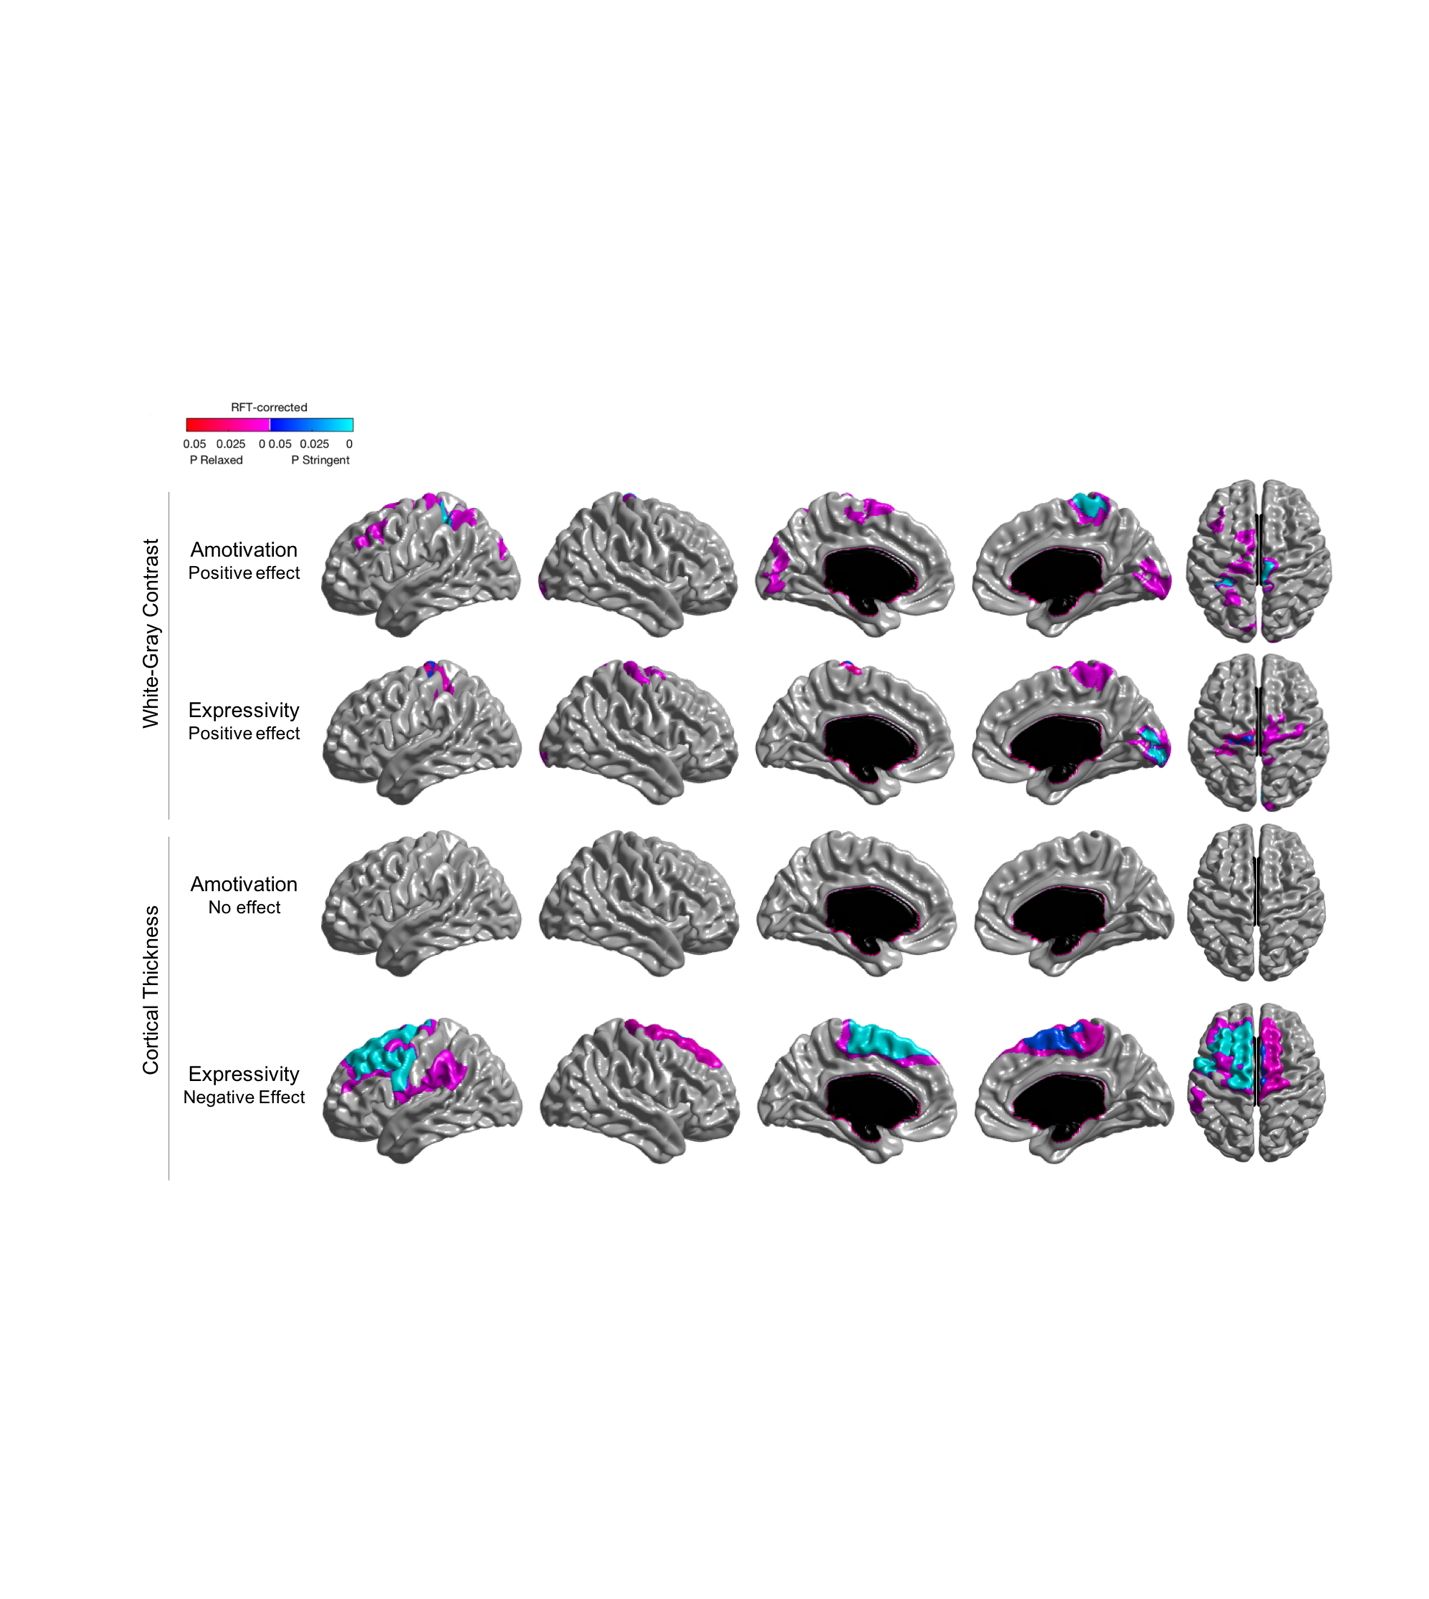 RFT-corrected
0.05 0.025 0 0.05 0.025 0
P Relaxed P Stringent
White-Gray Contrast
Amotivation
Positive effect
Expressivity
Positive effect
Cortical Thickness
Amotivation
No effect
Expressivity
Negative Effect